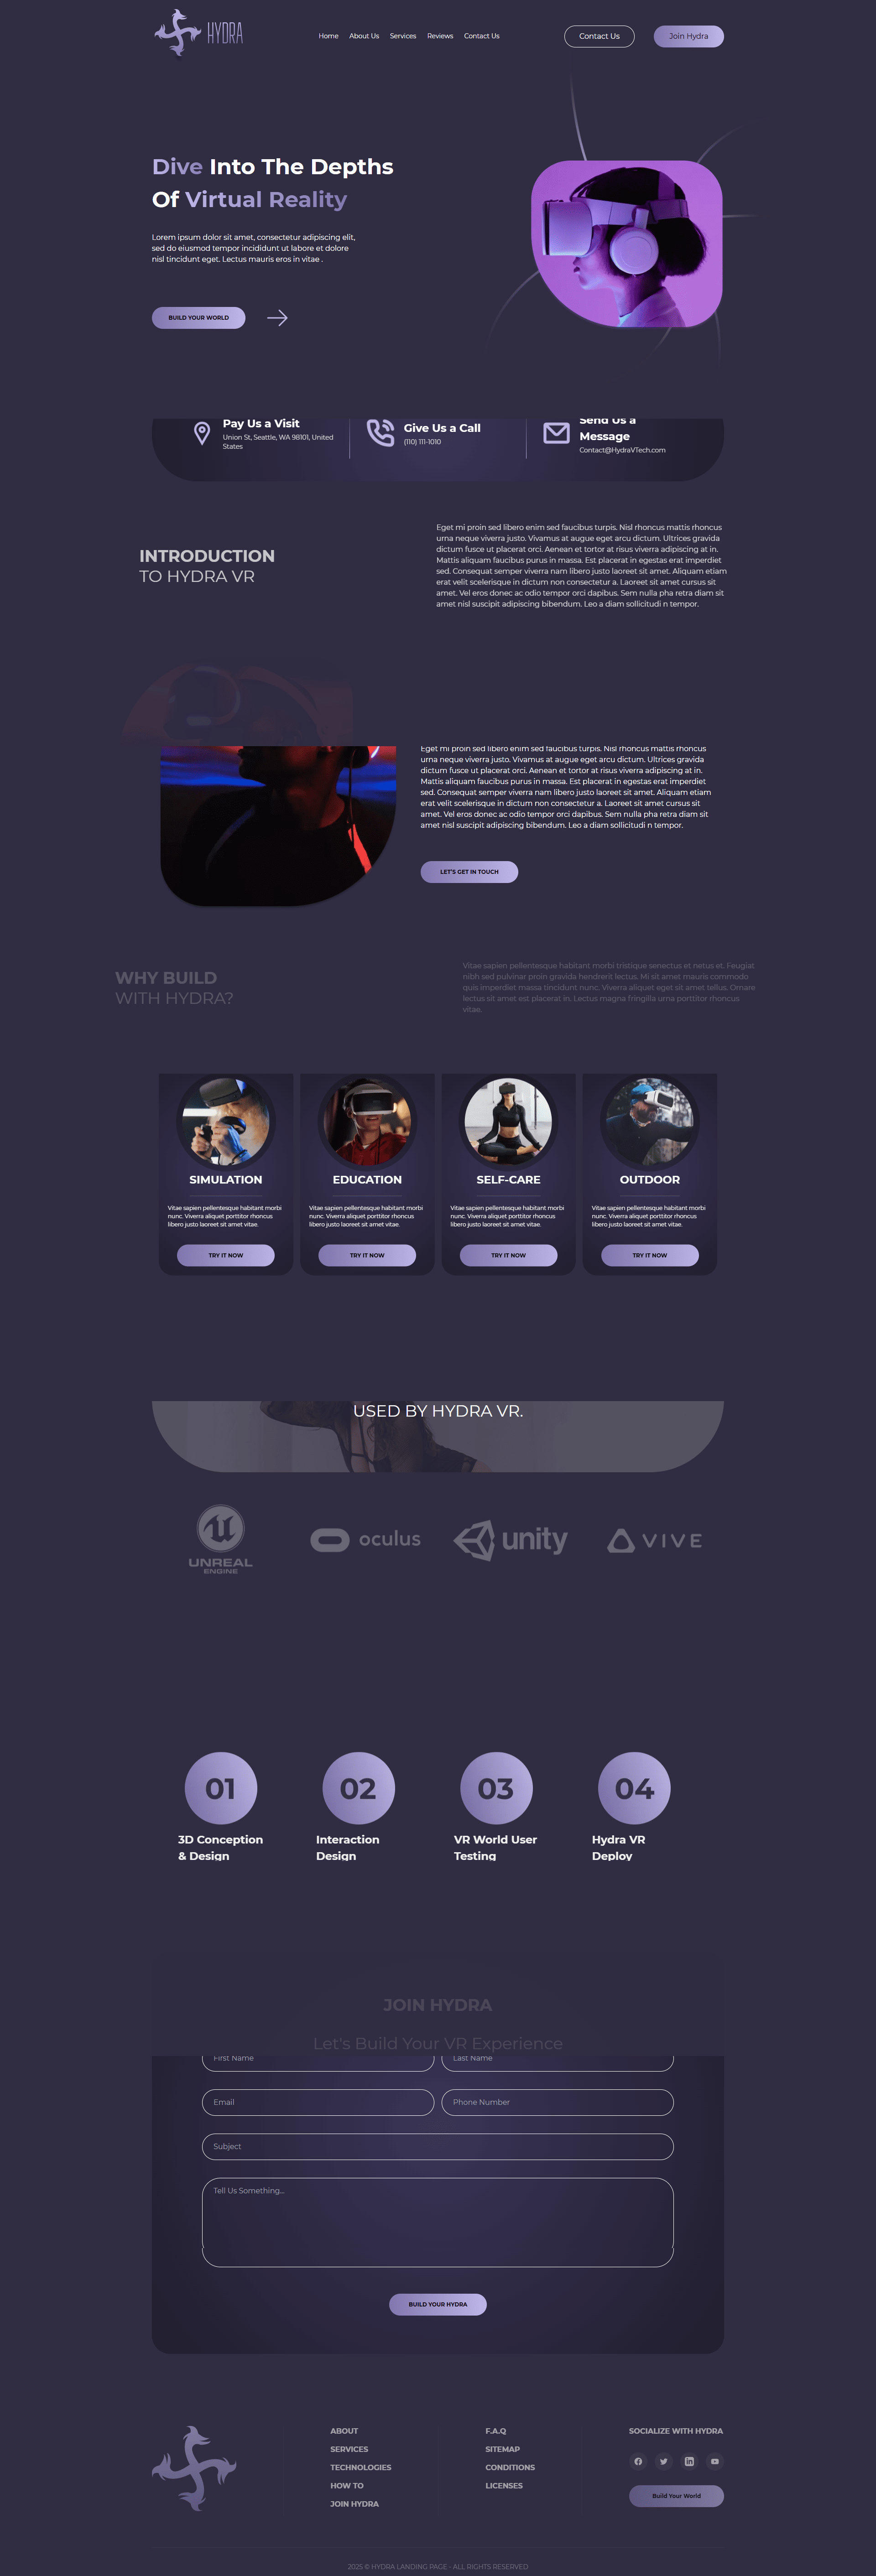 HYDRA
Home About Us Services Reviews Contact Us
Contact Us
Join Hydra
Dive Into The Depths
Of Virtual Reality
Lorem ipsum dolor sit amet, consectetur adipiscing elit,
sed do eiusmod tempor incididunt ut labore et dolore
nisl tincidunt eget. Lectus mauris eros in vitae .
BUILD YOUR WORLD
Pay Us a Visit
Union St, Seattle, WA 98101, United
States
Give Us a Call
(110) 111-1010
Send Us a
Message
Contact@HydraVTech.com
INTRODUCTION
TO HYDRA VR
Eget mi proin sed libero enim sed faucibus turpis. Nisl rhoncus mattis rhoncus
urna neque viverra justo. Vivamus at augue eget arcu dictum. Ultrices gravida
dictum fusce ut placerat orci. Aenean et tortor at risus viverra adipiscing at in.
Mattis aliquam faucibus purus in massa. Est placerat in egestas erat imperdiet
sed. Consequat semper viverra nam libero justo laoreet sit amet. Aliquam etiam
erat velit scelerisque in dictum non consectetur a. Laoreet sit amet cursus sit
amet. Vel eros donec ac odio tempor orci dapibus. Sem nulla pha retra diam sit
amet nisl suscipit adipiscing bibendum. Leo a diam sollicitudi n tempor.
Eget mi proin sed libero enim sed faucibus turpis. Nisl rhoncus mattis rhoncus
urna neque viverra justo. Vivamus at augue eget arcu dictum. Ultrices gravida
dictum fusce ut placerat orci. Aenean et tortor at risus viverra adipiscing at in.
Mattis aliquam faucibus purus in massa. Est placerat in egestas erat imperdiet
sed. Consequat semper viverra nam libero justo laoreet sit amet. Aliquam etiam
erat velit scelerisque in dictum non consectetur a. Laoreet sit amet cursus sit
amet. Vel eros donec ac odio tempor orci dapibus. Sem nulla pha retra diam sit
amet nisl suscipit adipiscing bibendum. Leo a diam sollicitudi n tempor.
LET'S GET IN TOUCH
WHY BUILD
WITH HYDRA?
Vitae sapien pellentesque habitant morbi tristique senectus et netus et. Feugiat
nibh sed pulvinar proin gravida hendrerit lectus. Mi sit amet mauris commodo
quis imperdiet massa tincidunt nunc. Viverra aliquet eget sit amet tellus. Ornare
lectus sit amet est placerat in. Lectus magna fringilla urna porttitor rhoncus
vitae.
SIMULATION
Vitae sapien pellentesque habitant morbi
nunc. Viverra aliquet porttitor rhoncus
libero justo laoreet sit amet vitae.
TRY IT NOW
EDUCATION
Vitae sapien pellentesque habitant morbi
nunc. Viverra aliquet porttitor rhoncus
libero justo laoreet sit amet vitae.
TRY IT NOW
SELF-CARE
Vitae sapien pellentesque habitant morbi
nunc. Viverra aliquet porttitor rhoncus
libero justo laoreet sit amet vitae.
TRY IT NOW
OUTDOOR
Vitae sapien pellentesque habitant morbi
nunc. Viverra aliquet porttitor rhoncus
libero justo laoreet sit amet vitae.
TRY IT NOW
USED BY HYDRA VR.
UNREAL
ENGINE
oculus
unity
VIVE
01
3D Conception
& Design
02
Interaction
Design
03
VR World User
Testing
04
Hydra VR
Deploy
JOIN HYDRA
Let's Build Your VR Experience
First Name
Last Name
Email
Phone Number
Subject
Tell Us Something...
BUILD YOUR HYDRA
ABOUT
SERVICES
TECHNOLOGIES
HOW TO
JOIN HYDRA
F.A.Q
SITEMAP
CONDITIONS
LICENSES
SOCIALIZE WITH HYDRA
Build Your World
2025 © HYDRA LANDING PAGE - ALL RIGHTS RESERVED